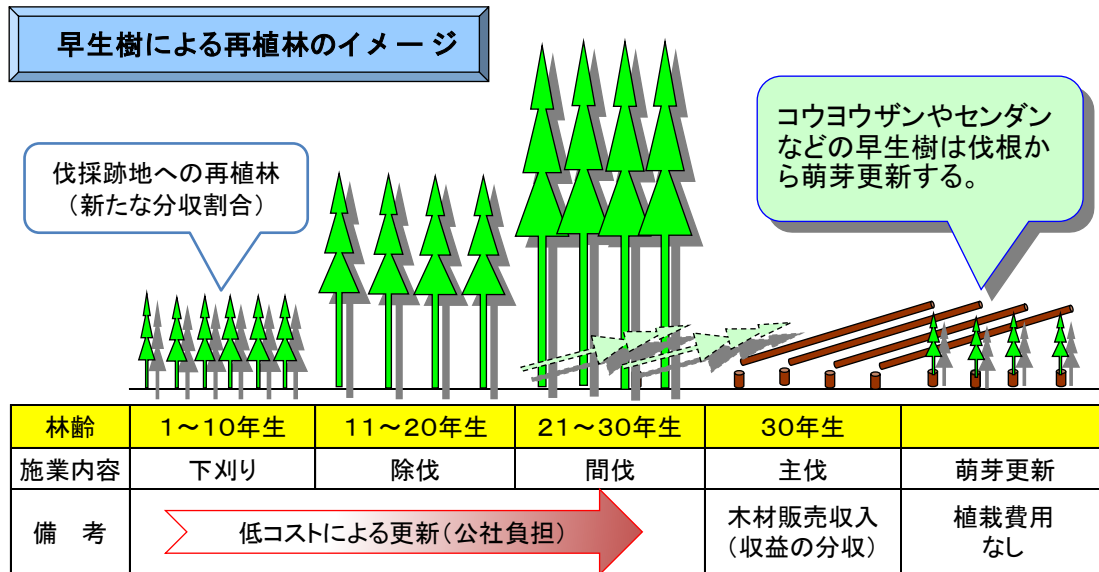 早生樹による再植林のイメージ
伐採跡地への再植林
（新たな分収割合）
コウヨウザンやセンダン
などの早生樹は伐根か
ら萌芽更新する。
林齢 1～10年生 11～20年生 21～30年生 30年生
施業内容 下刈り 除伐 間伐 主伐 萌芽更新
備　考 低コストによる更新（公社負担） 木材販売収入 植栽費用
（収益の分収） なし